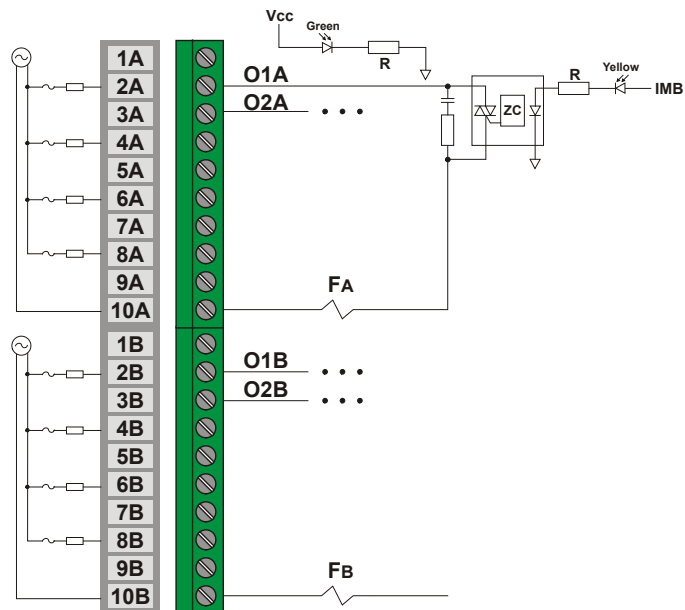 Vcc
Green
R
1A
2A
3A
4A
5A
6A
7A
8A
9A
10A
O1A
O2A
• • •
ZC
R
Yellow
IMB
FA
1B
2B
3B
4B
5B
6B
7B
8B
9B
10B
O1B
O2B
• • •
FB